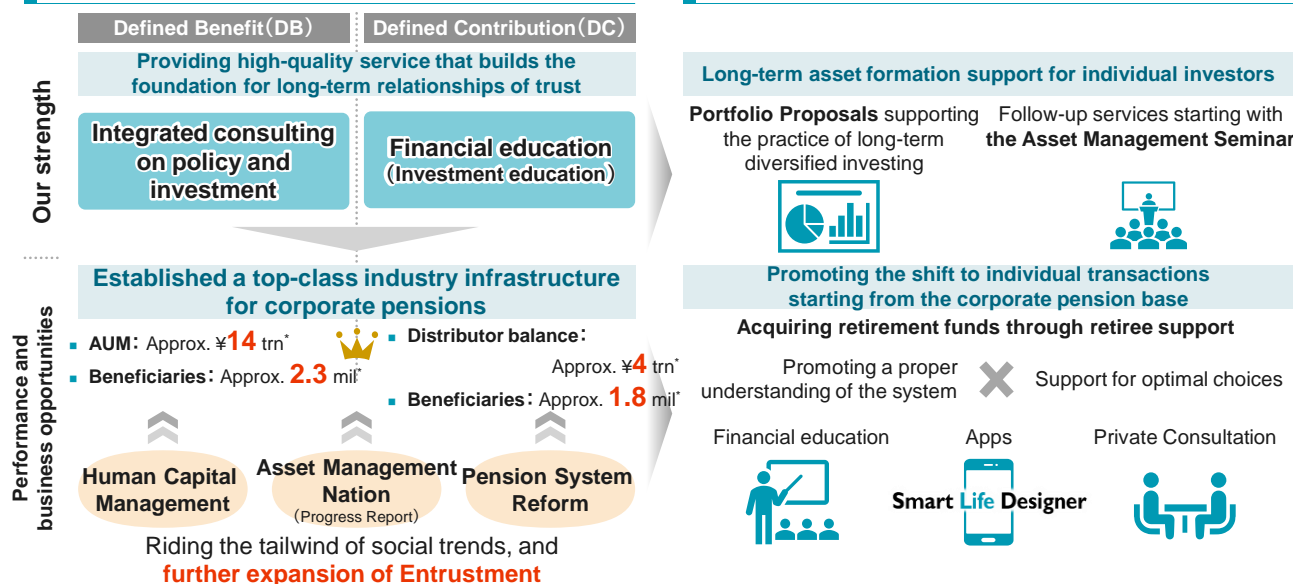 Defined Benefit(DB)
Defined Contribution(DC)
Our strength
Providing high-quality service that builds the
foundation for long-term relationships of trust
Integrated consulting
on policy and
investment
Financial education
(Investment education)
Performance and
business opportunities
Established a top-class industry infrastructure
for corporate pensions
▪ AUM: Approx. ¥14 trn*
▪ Beneficiaries: Approx. 2.3 mil*
▪ Distributor balance:
Approx. ¥4 trn*
▪ Beneficiaries: Approx. 1.8 mil*
Human Capital
Management
Asset Management
Nation
(Progress Report)
Pension System
Reform
Riding the tailwind of social trends, and
further expansion of Entrustment
Long-term asset formation support for individual investors
Portfolio Proposals supporting
the practice of long-term
diversified investing
Follow-up services starting with
the Asset Management Seminar
Promoting the shift to individual transactions
starting from the corporate pension base
Acquiring retirement funds through retiree support
Promoting a proper
understanding of the system
Support for optimal choices
Financial education
Apps
Private Consultation
Smart Life Designer